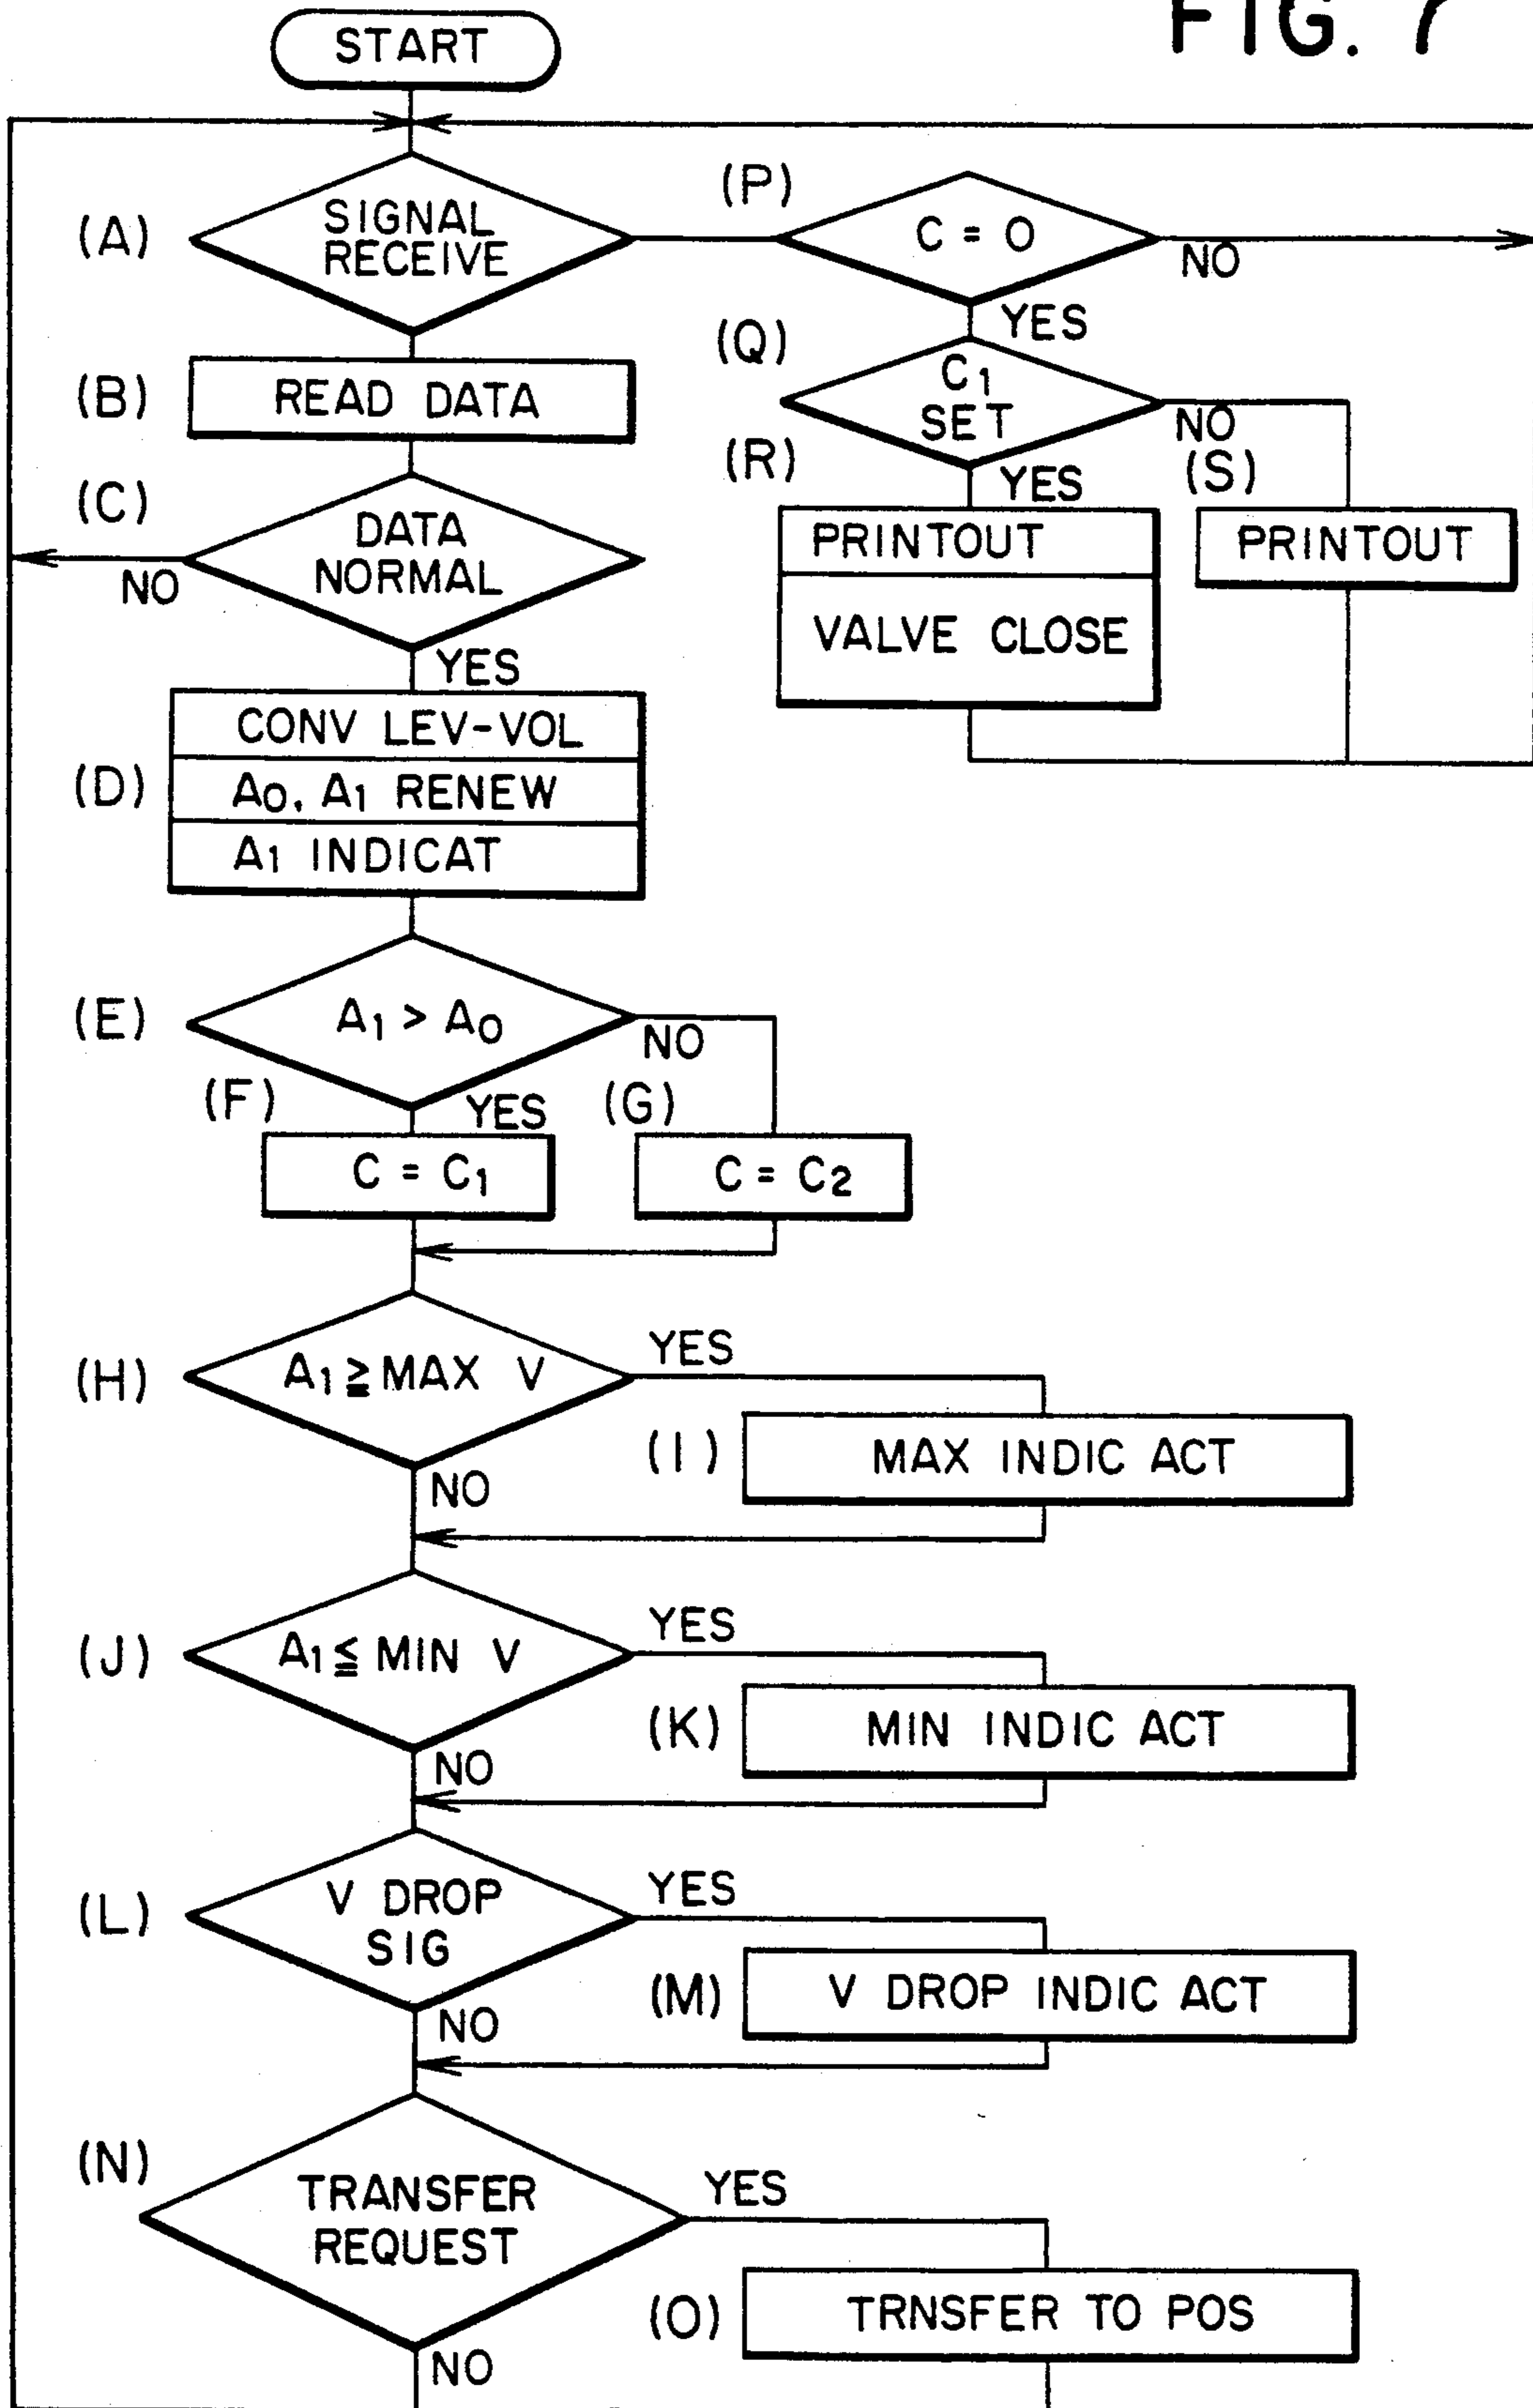 FIG. 7
START
(A)
SIGNAL
RECEIVE
(P)
C = 0
NO
YES
(B)
READ DATA
(Q)
C1
SET
NO
YES
(C)
DATA
NORMAL
NO
YES
(R)
PRINTOUT
VALVE CLOSE
(S)
PRINTOUT
(D)
CONV LEV-VOL
A0, A1 RENEW
A1 INDICAT
(E)
A1 > A0
NO
YES
(F)
C = C1
(G)
C = C2
(H)
A1 ≧ MAX V
YES
NO
(I)
MAX INDIC ACT
(J)
A1 ≦ MIN V
YES
NO
(K)
MIN INDIC ACT
(L)
V DROP
SIG
YES
NO
(M)
V DROP INDIC ACT
(N)
TRANSFER
REQUEST
YES
NO
(O)
TRNSFER TO POS